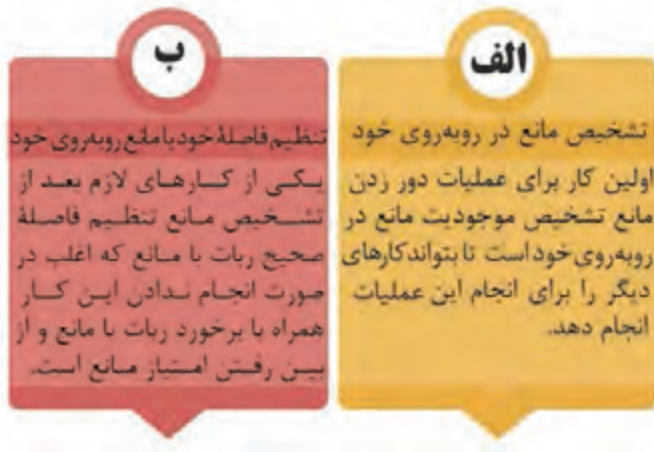 الف
تشخیص مانع در روبه‌روی خود
اولین کار برای عملیات دور زدن
مانع تشخیص موجودیت مانع در
روبه‌روی خود است تا بتواند کارهای
دیگر را برای انجام این عملیات
انجام دهد.
ب
تنظیم فاصلهٔ خود با مانع روبه‌روی خود
یکی از کارهای لازم بعد از
تشخیص مانع تنظیم فاصلهٔ
صحیح ربات با مانع که اغلب در
صورت انجام ندادن این کار
همراه با برخورد ربات با مانع و از
بین رفتن امتیاز مانع است.